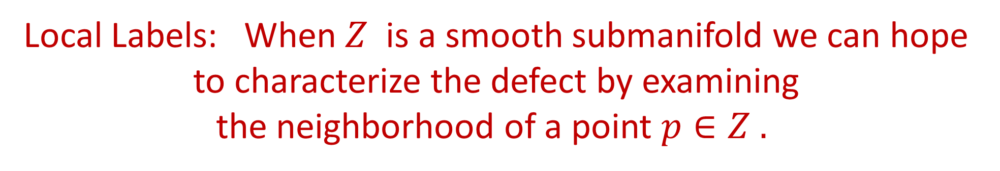 Local Labels: When 𝑍 is a smooth submanifold we can hope
to characterize the defect by examining
the neighborhood of a point 𝑝 ∈ 𝑍 .